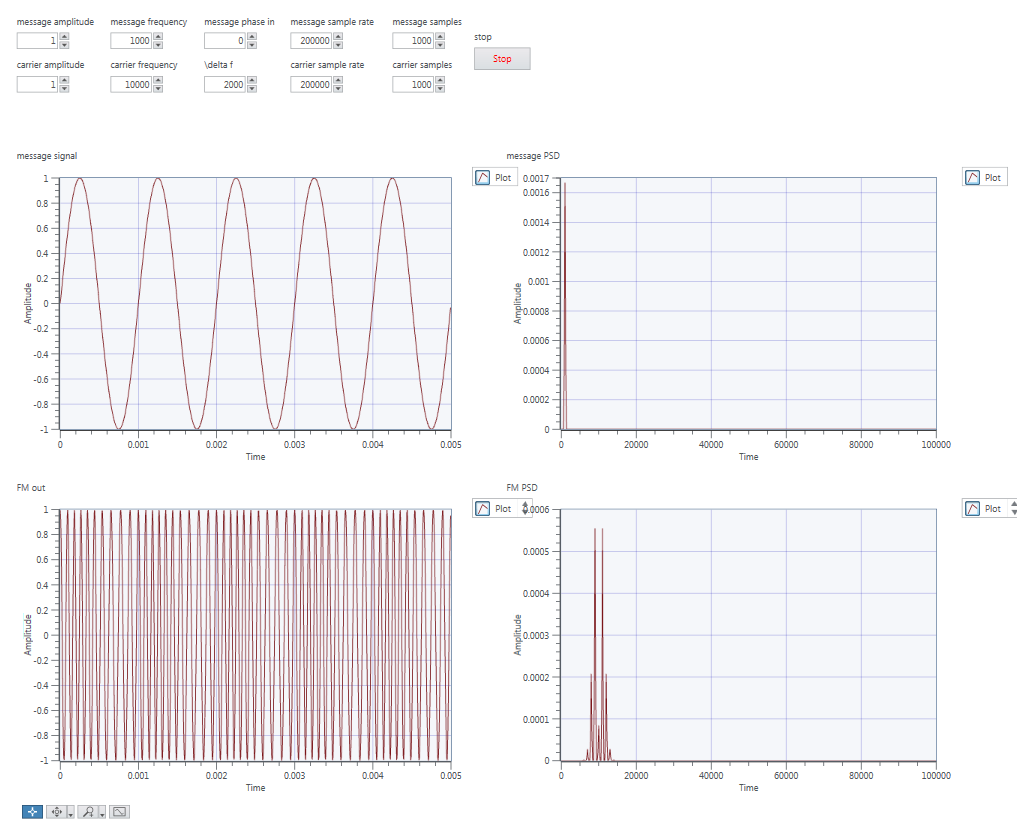 message amplitude message frequency message phase in message sample rate message samples
stop
1 1000 0 200000 1000
Stop
carrier amplitude carrier frequency \delta f carrier sample rate carrier samples
1 10000 2000 200000 1000
message signal
Plot
1
0.8
0.6
0.4
0.2
0
-0.2
-0.4
-0.6
-0.8
-1
Amplitude
0 0.001 0.002 0.003 0.004 0.005
Time
message PSD
Plot
0.0017
0.0016
0.0014
0.0012
0.001
0.0008
0.0006
0.0004
0.0002
0
Amplitude
0 20000 40000 60000 80000 100000
Time
FM out
Plot
1
0.8
0.6
0.4
0.2
0
-0.2
-0.4
-0.6
-0.8
-1
Amplitude
0 0.001 0.002 0.003 0.004 0.005
Time
FM PSD
Plot
0.0006
0.0005
0.0004
0.0003
0.0002
0.0001
0
Amplitude
0 20000 40000 60000 80000 100000
Time